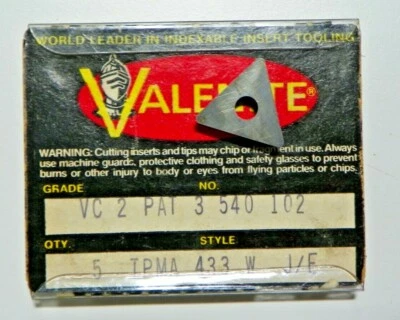 WORLD LEADER IN INDEXABLE INSERT TOOLING
VALENITE®
WARNING: Cutting inserts and tips may chip or fragment in use. Always
use machine guards, protective clothing and safety glasses to prevent
burns or other injury to body or eyes from flying particles or chips.
GRADE NO.
VC 2 PAT 3 540 102
QTY. STYLE
5 TPMA 433 W J/E